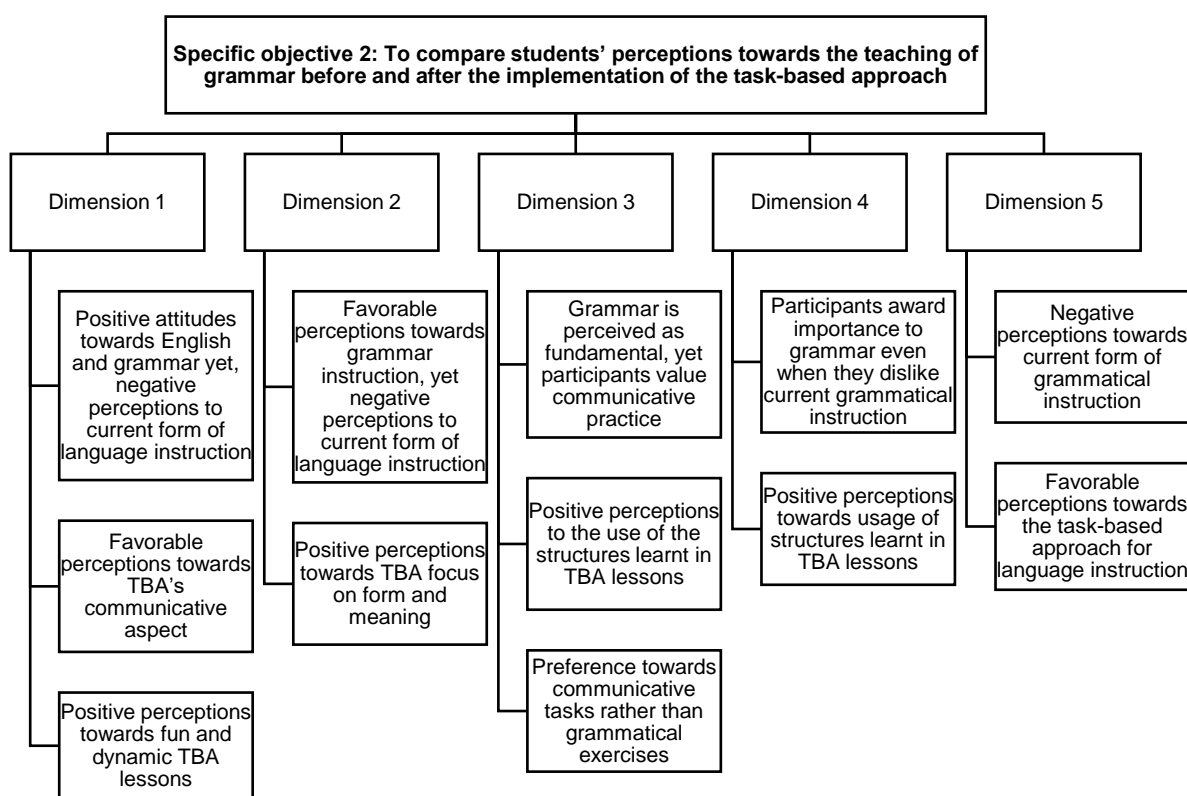 Specific objective 2: To compare students’ perceptions towards the teaching of
grammar before and after the implementation of the task-based approach
Dimension 1
Positive attitudes
towards English
and grammar yet,
negative
perceptions to
current form of
language instruction
Favorable
perceptions towards
TBA’s
communicative
aspect
Positive perceptions
towards fun and
dynamic TBA
lessons
Dimension 2
Favorable
perceptions towards
grammar
instruction, yet
negative
perceptions to
current form of
language instruction
Positive perceptions
towards TBA focus
on form and
meaning
Dimension 3
Grammar is
perceived as
fundamental, yet
participants value
communicative
practice
Positive perceptions
to the use of the
structures learnt in
TBA lessons
Preference towards
communicative
tasks rather than
grammatical
exercises
Dimension 4
Participants award
importance to
grammar even
when they dislike
current grammatical
instruction
Positive perceptions
towards usage of
structures learnt in
TBA lessons
Dimension 5
Negative
perceptions towards
current form of
grammatical
instruction
Favorable
perceptions towards
the task-based
approach for
language instruction